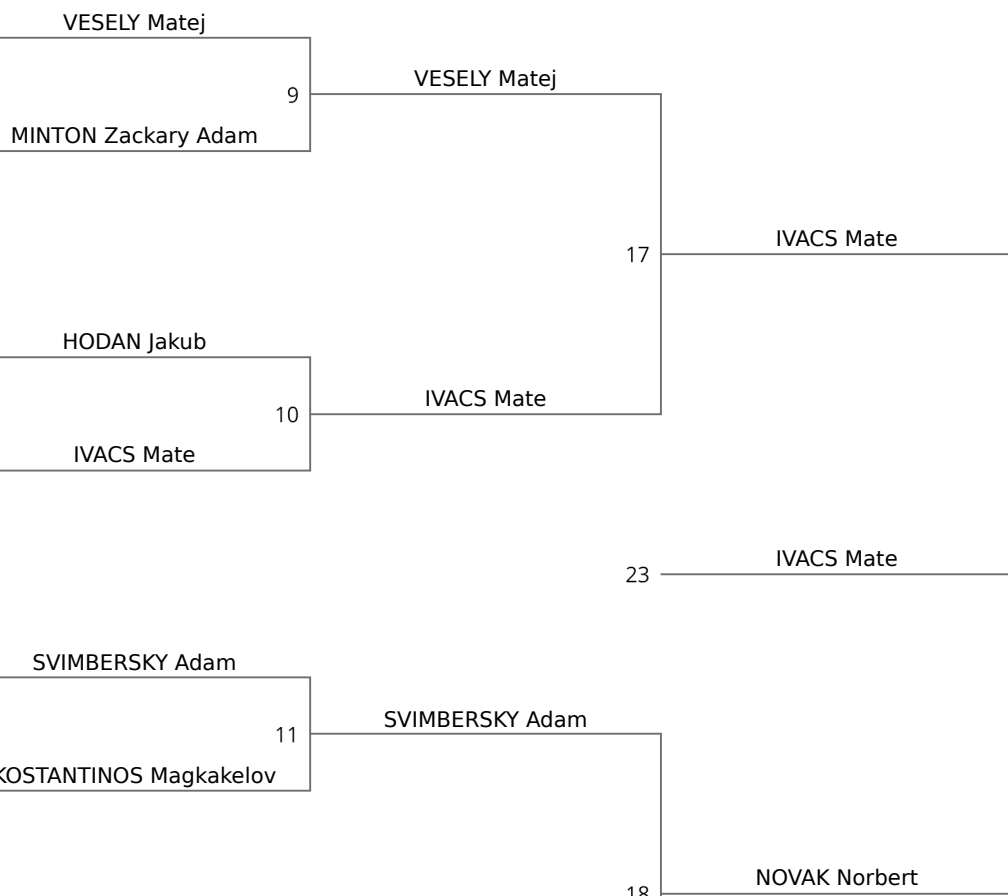 VESELY Matej
VESELY Matej
9
MINTON Zackary Adam
IVACS Mate
17
HODAN Jakub
IVACS Mate
10
IVACS Mate
IVACS Mate
23
SVIMBERSKY Adam
SVIMBERSKY Adam
11
KOSTANTINOS Magkakelov
NOVAK Norbert
18